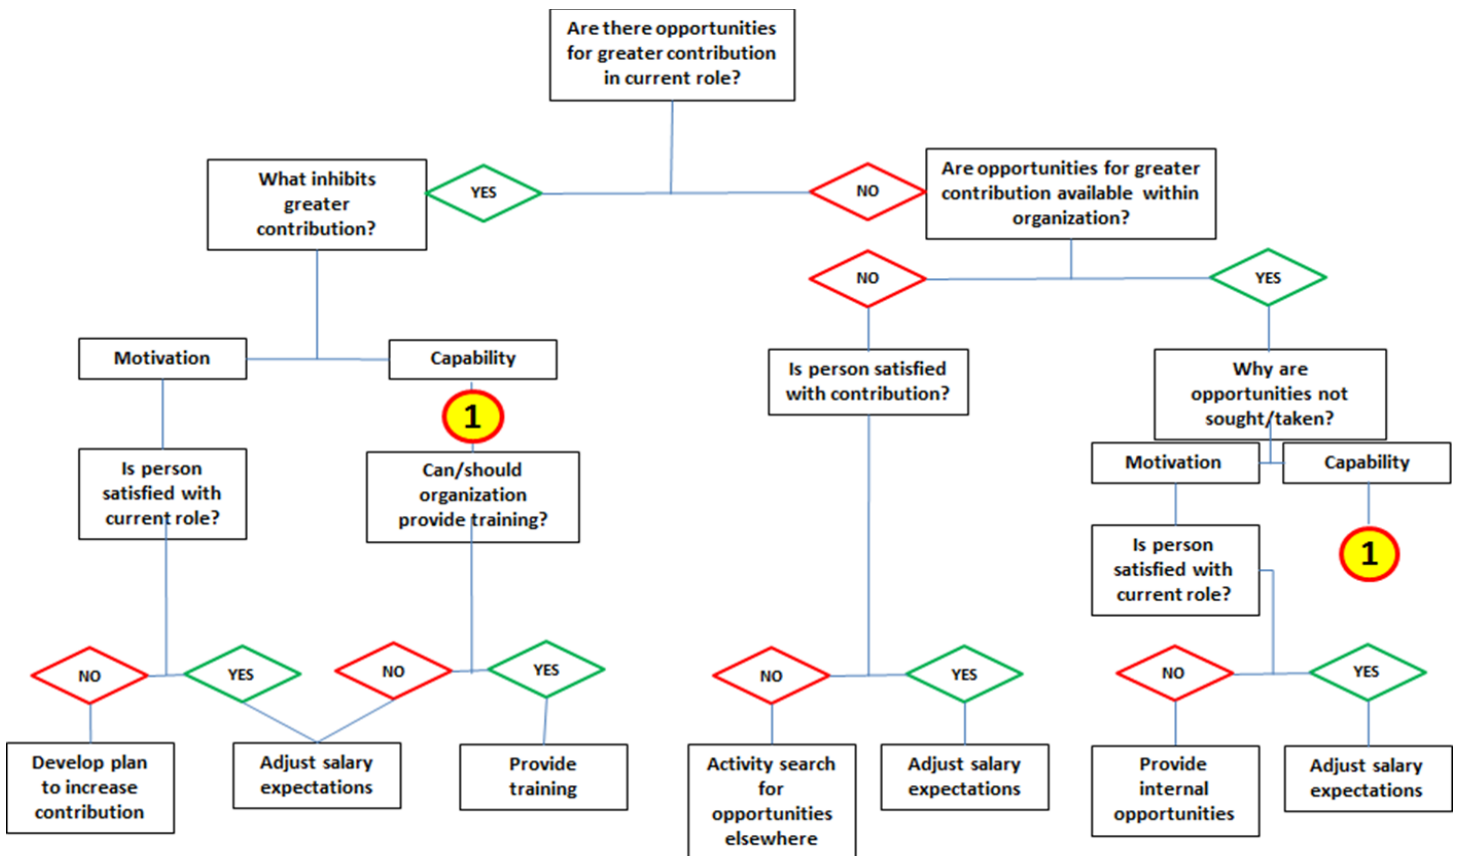 Are there opportunities
for greater contribution
in current role?
What inhibits
greater
contribution?
YES
NO
Are opportunities for greater
contribution available within
organization?
NO
YES
Motivation
Capability
1
Is person satisfied
with contribution?
Why are
opportunities not
sought/taken?
Motivation
Capability
Is person
satisfied with
current role?
Can/should
organization
provide training?
Is person
satisfied with
current role?
1
NO
YES
NO
YES
NO
YES
NO
YES
Develop plan
to increase
contribution
Adjust salary
expectations
Provide
training
Activity search
for
opportunities
elsewhere
Adjust salary
expectations
Provide
internal
opportunities
Adjust salary
expectations